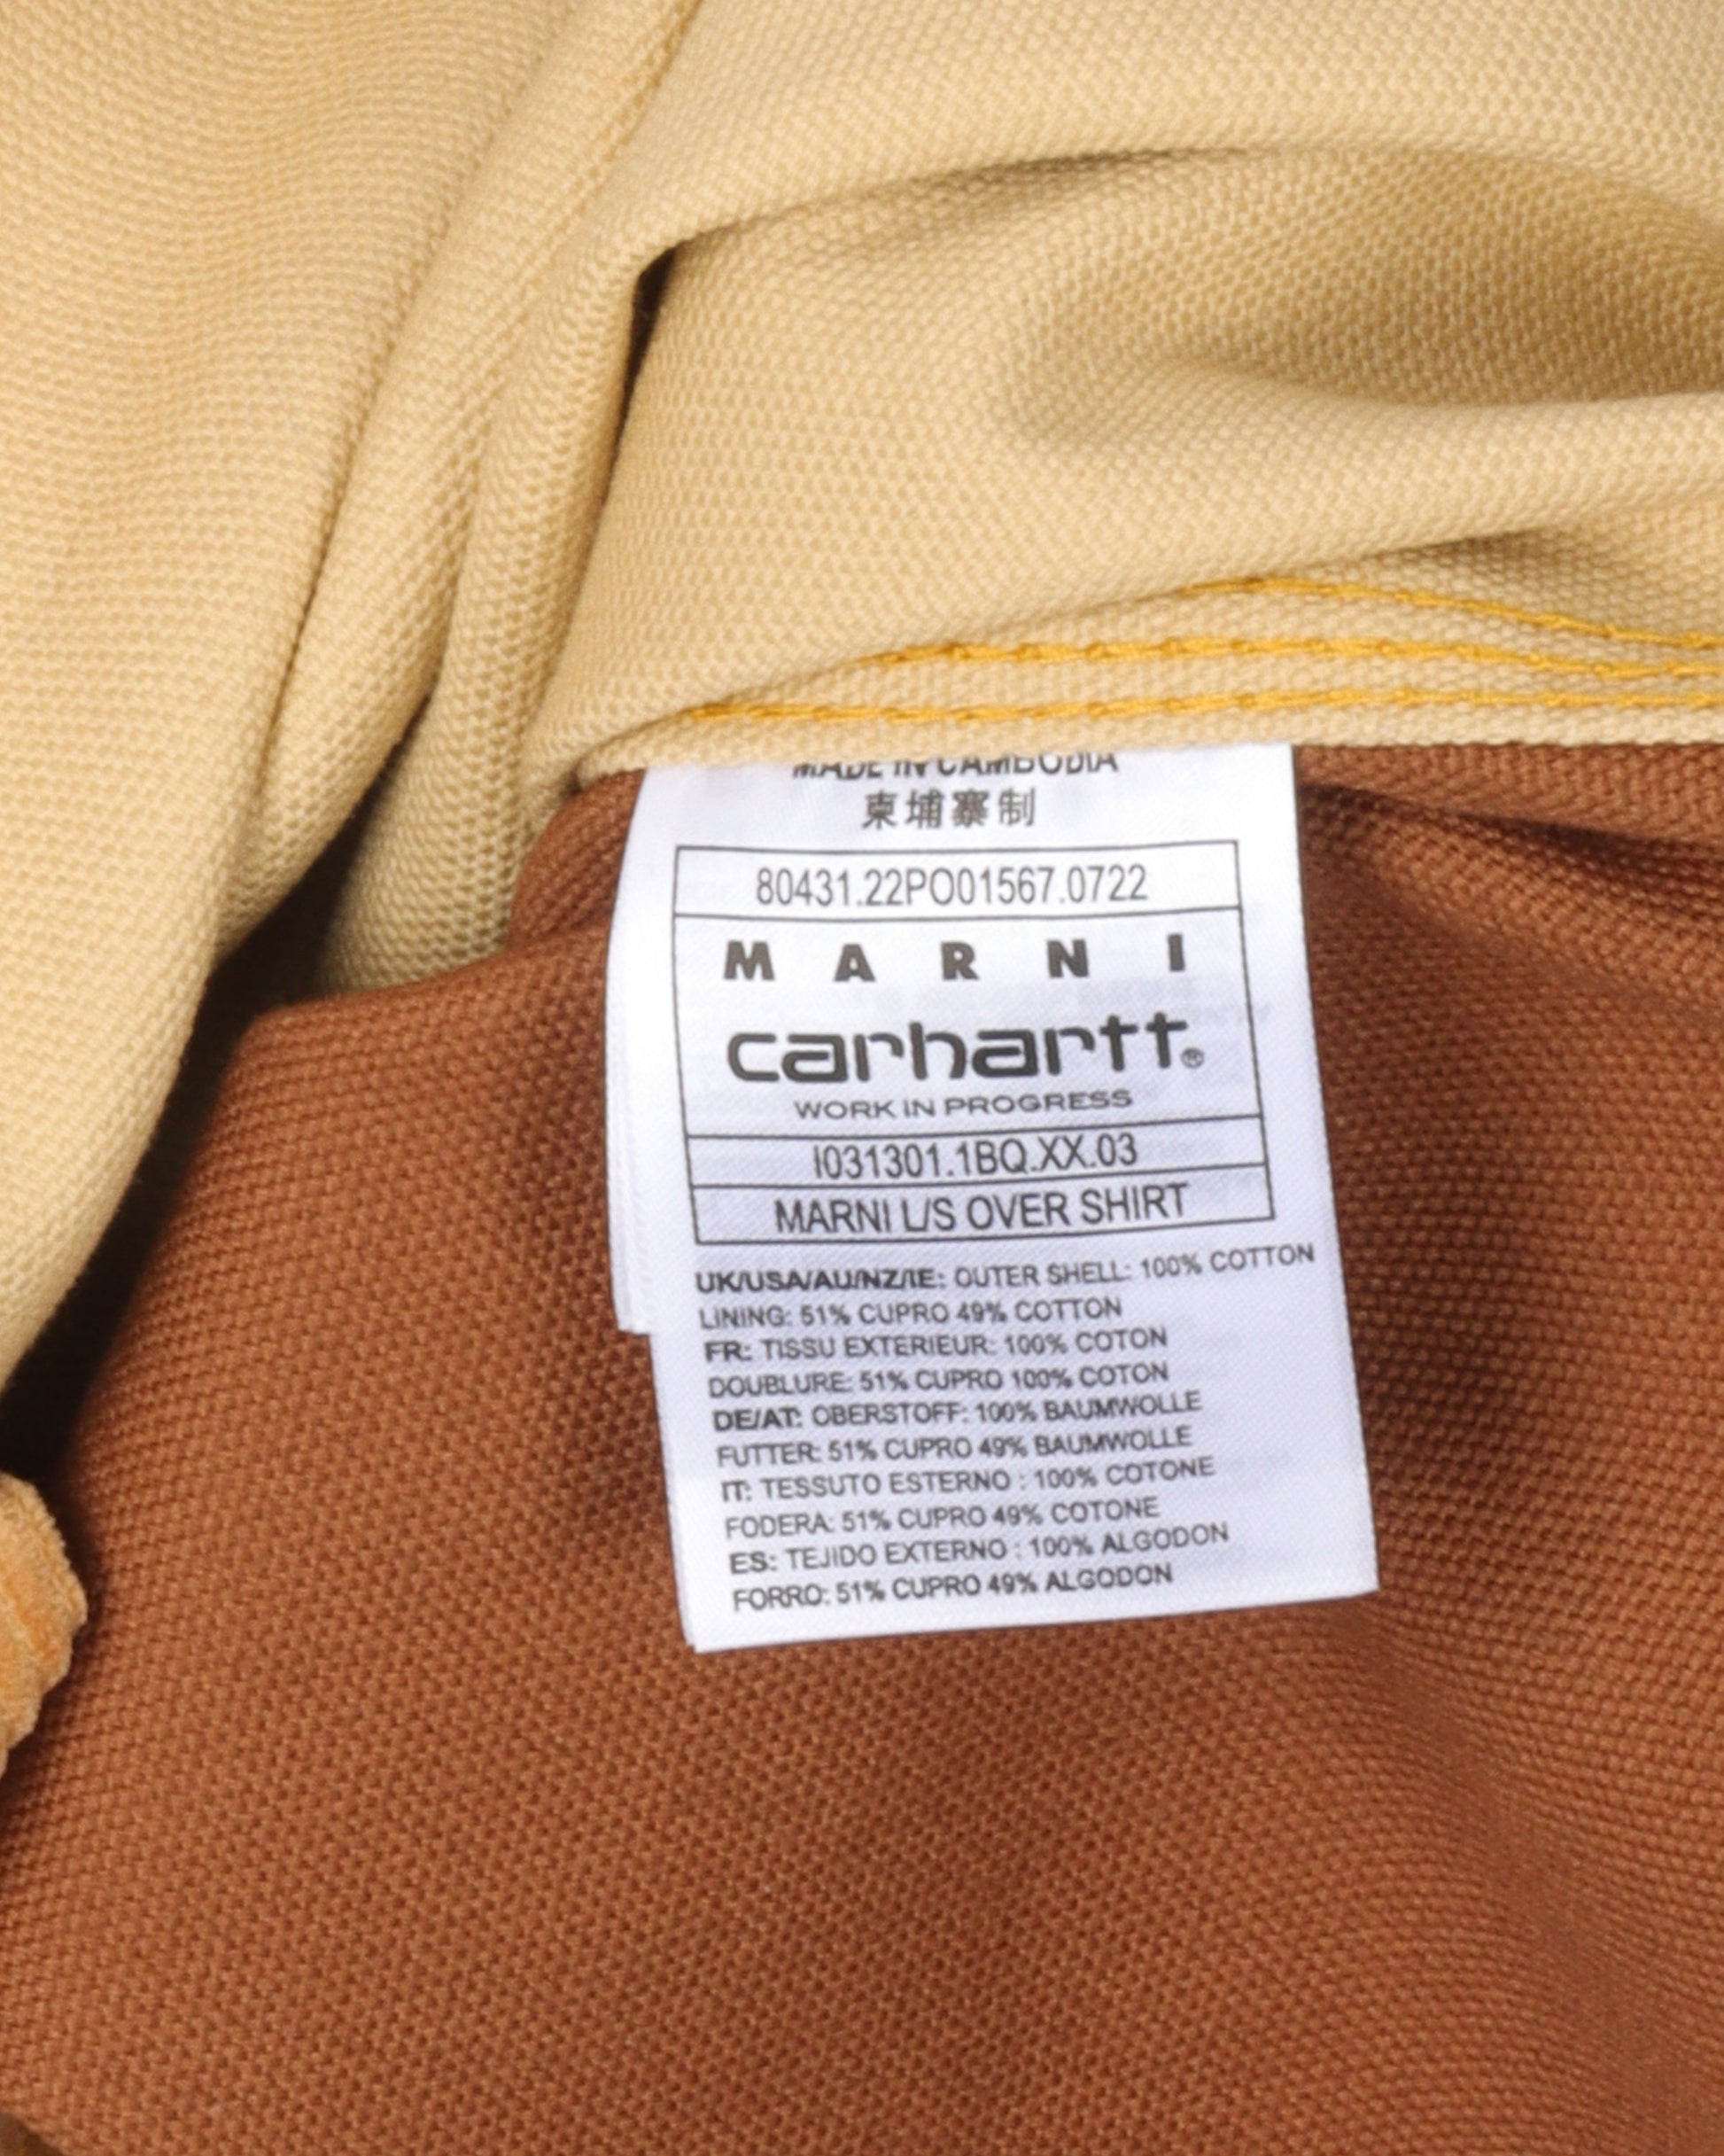 MADE IN CAMBODIA
柬埔寨制
80431.22PO01567.0722
MARNI
carhartt®
WORK IN PROGRESS
I031301.1BQ.XX.03
MARNI L/S OVER SHIRT
UK/USA/AU/NZ/IE: OUTER SHELL: 100% COTTON
LINING: 51% CUPRO 49% COTTON
FR: TISSU EXTERIEUR: 100% COTON
DOUBLURE: 51% CUPRO 100% COTON
DE/AT: OBERSTOFF: 100% BAUMWOLLE
FUTTER: 51% CUPRO 49% BAUMWOLLE
IT: TESSUTO ESTERNO : 100% COTONE
FODERA: 51% CUPRO 49% COTONE
ES: TEJIDO EXTERNO : 100% ALGODON
FORRO: 51% CUPRO 49% ALGODON